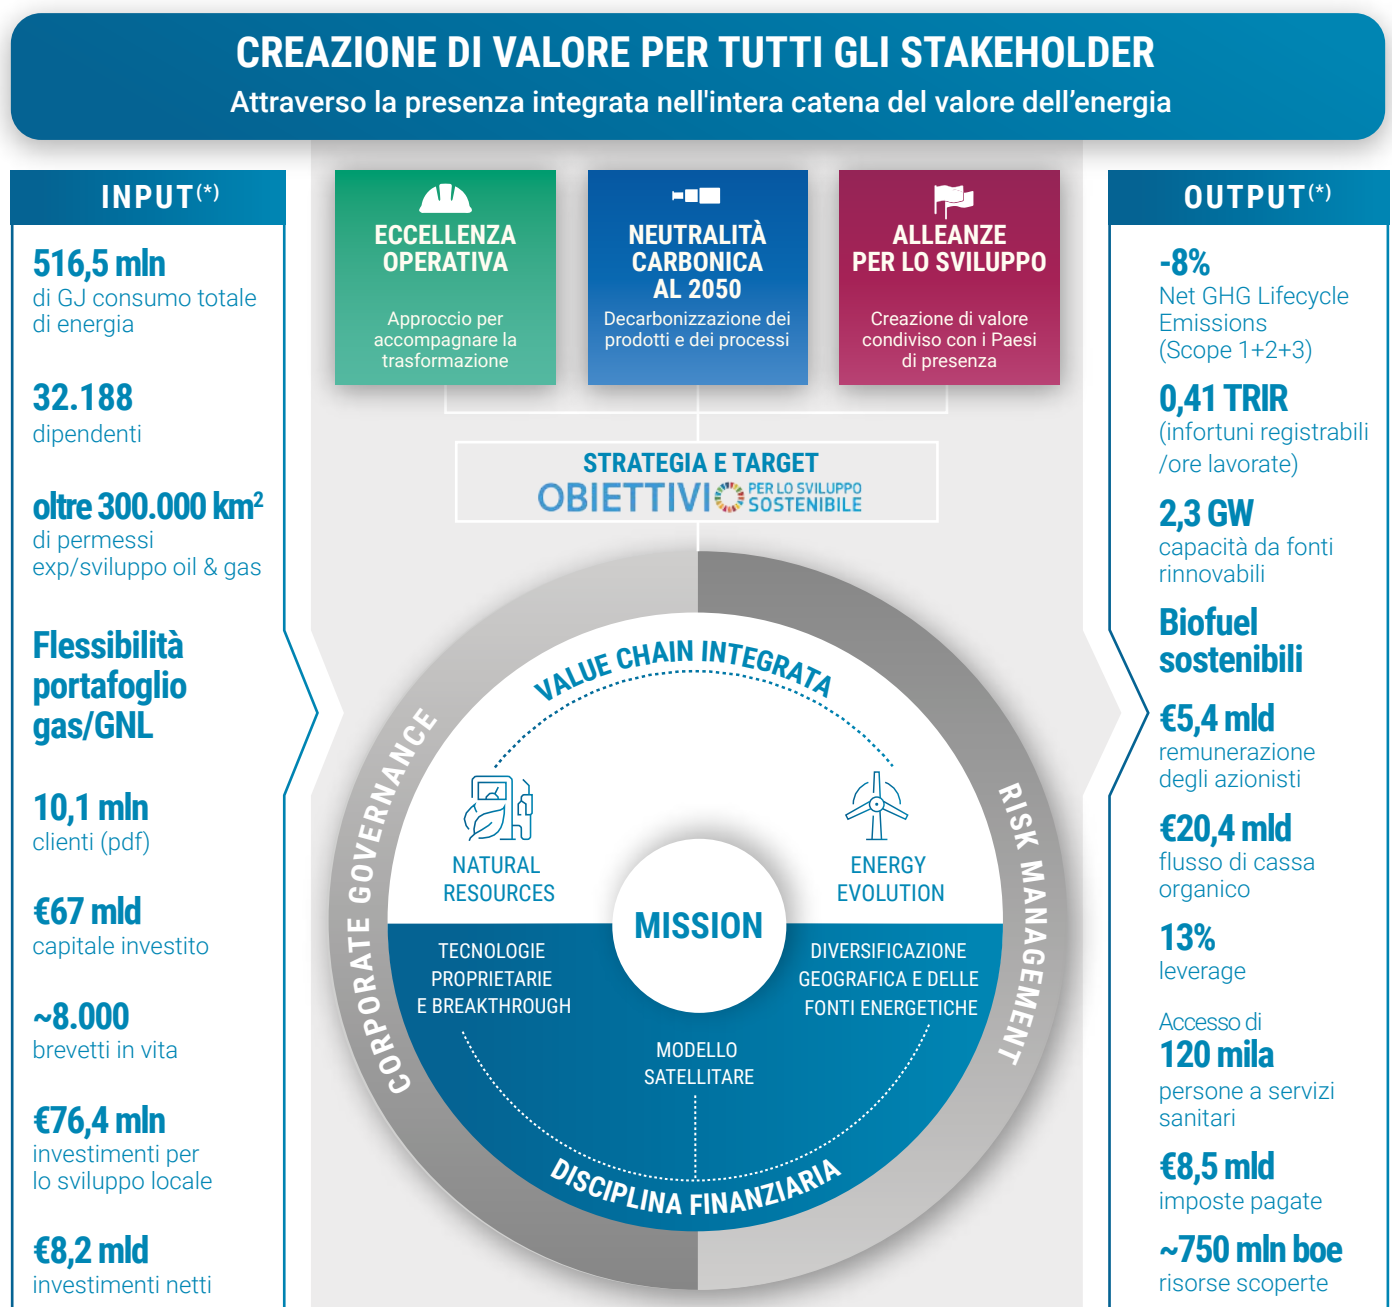 CREAZIONE DI VALORE PER TUTTI GLI STAKEHOLDER
Attraverso la presenza integrata nell'intera catena del valore dell’energia
INPUT(*)
516,5 mln
di GJ consumo totale
di energia
32.188
dipendenti
oltre 300.000 km²
di permessi
exp/sviluppo oil & gas
Flessibilità
portafoglio
gas/GNL
10,1 mln
clienti (pdf)
€67 mld
capitale investito
~8.000
brevetti in vita
€76,4 mln
investimenti per
lo sviluppo locale
€8,2 mld
investimenti netti
ECCELLENZA
OPERATIVA
Approccio per
accompagnare la
trasformazione
NEUTRALITÀ
CARBONICA
AL 2050
Decarbonizzazione dei
prodotti e dei processi
ALLEANZE
PER LO SVILUPPO
Creazione di valore
condiviso con i Paesi
di presenza
STRATEGIA E TARGET
OBIETTIVI PER LO SVILUPPO
SOSTENIBILE
CORPORATE GOVERNANCE
RISK MANAGEMENT
VALUE CHAIN INTEGRATA
NATURAL
RESOURCES
ENERGY
EVOLUTION
MISSION
TECNOLOGIE
PROPRIETARIE
E BREAKTHROUGH
DIVERSIFICAZIONE
GEOGRAFICA E DELLE
FONTI ENERGETICHE
MODELLO
SATELLITARE
DISCIPLINA FINANZIARIA
OUTPUT(*)
-8%
Net GHG Lifecycle
Emissions
(Scope 1+2+3)
0,41 TRIR
(infortuni registrabili
/ore lavorate)
2,3 GW
capacità da fonti
rinnovabili
Biofuel
sostenibili
€5,4 mld
remunerazione
degli azionisti
€20,4 mld
flusso di cassa
organico
13%
leverage
Accesso di
120 mila
persone a servizi
sanitari
€8,5 mld
imposte pagate
~750 mln boe
risorse scoperte